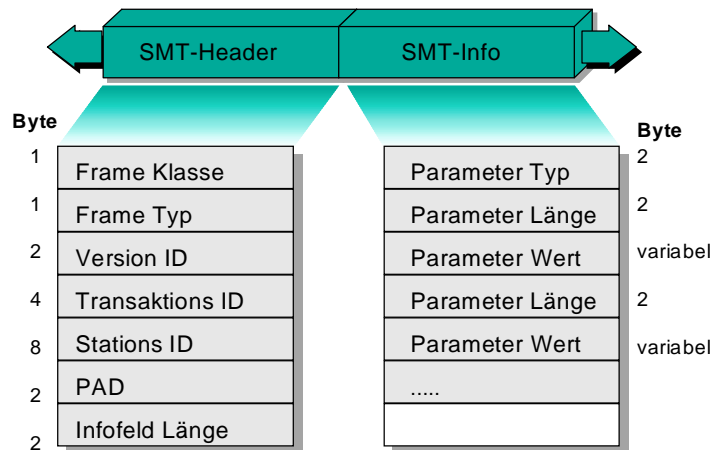 SMT-Header SMT-Info
Byte
1 Frame Klasse
1 Frame Typ
2 Version ID
4 Transaktions ID
8 Stations ID
2 PAD
2 Infofeld Länge
Byte
Parameter Typ 2
Parameter Länge 2
Parameter Wert variabel
Parameter Länge 2
Parameter Wert variabel
.....